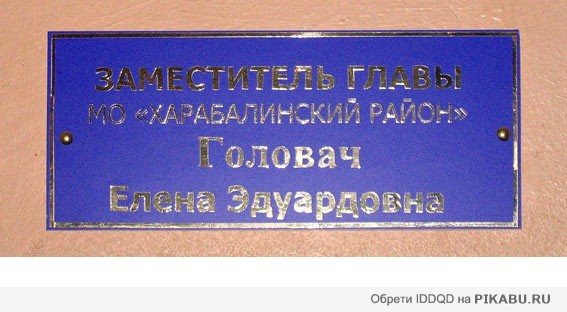 ЗАМЕСТИТЕЛЬ ГЛАВЫ
МО «ХАРАБАЛИНСКИЙ РАЙОН»
Головач
Елена Эдуардовна
Обрети IDDQD на PIKABU.RU